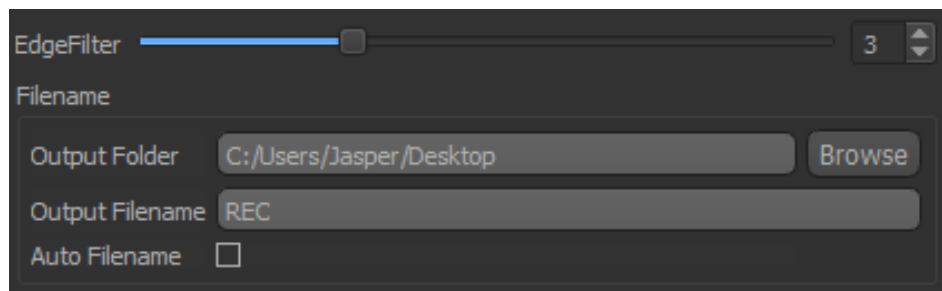 EdgeFilter 3
Filename
Output Folder C:/Users/Jasper/Desktop Browse
Output Filename REC
Auto Filename